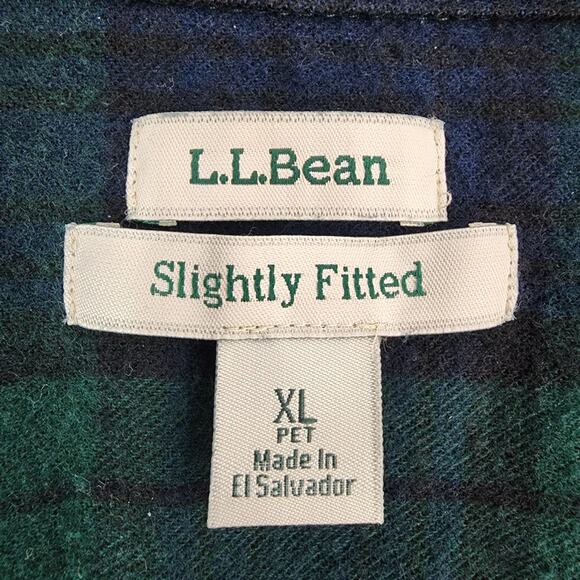 L.L.Bean
Slightly Fitted
XL
PET
Made In
El Salvador